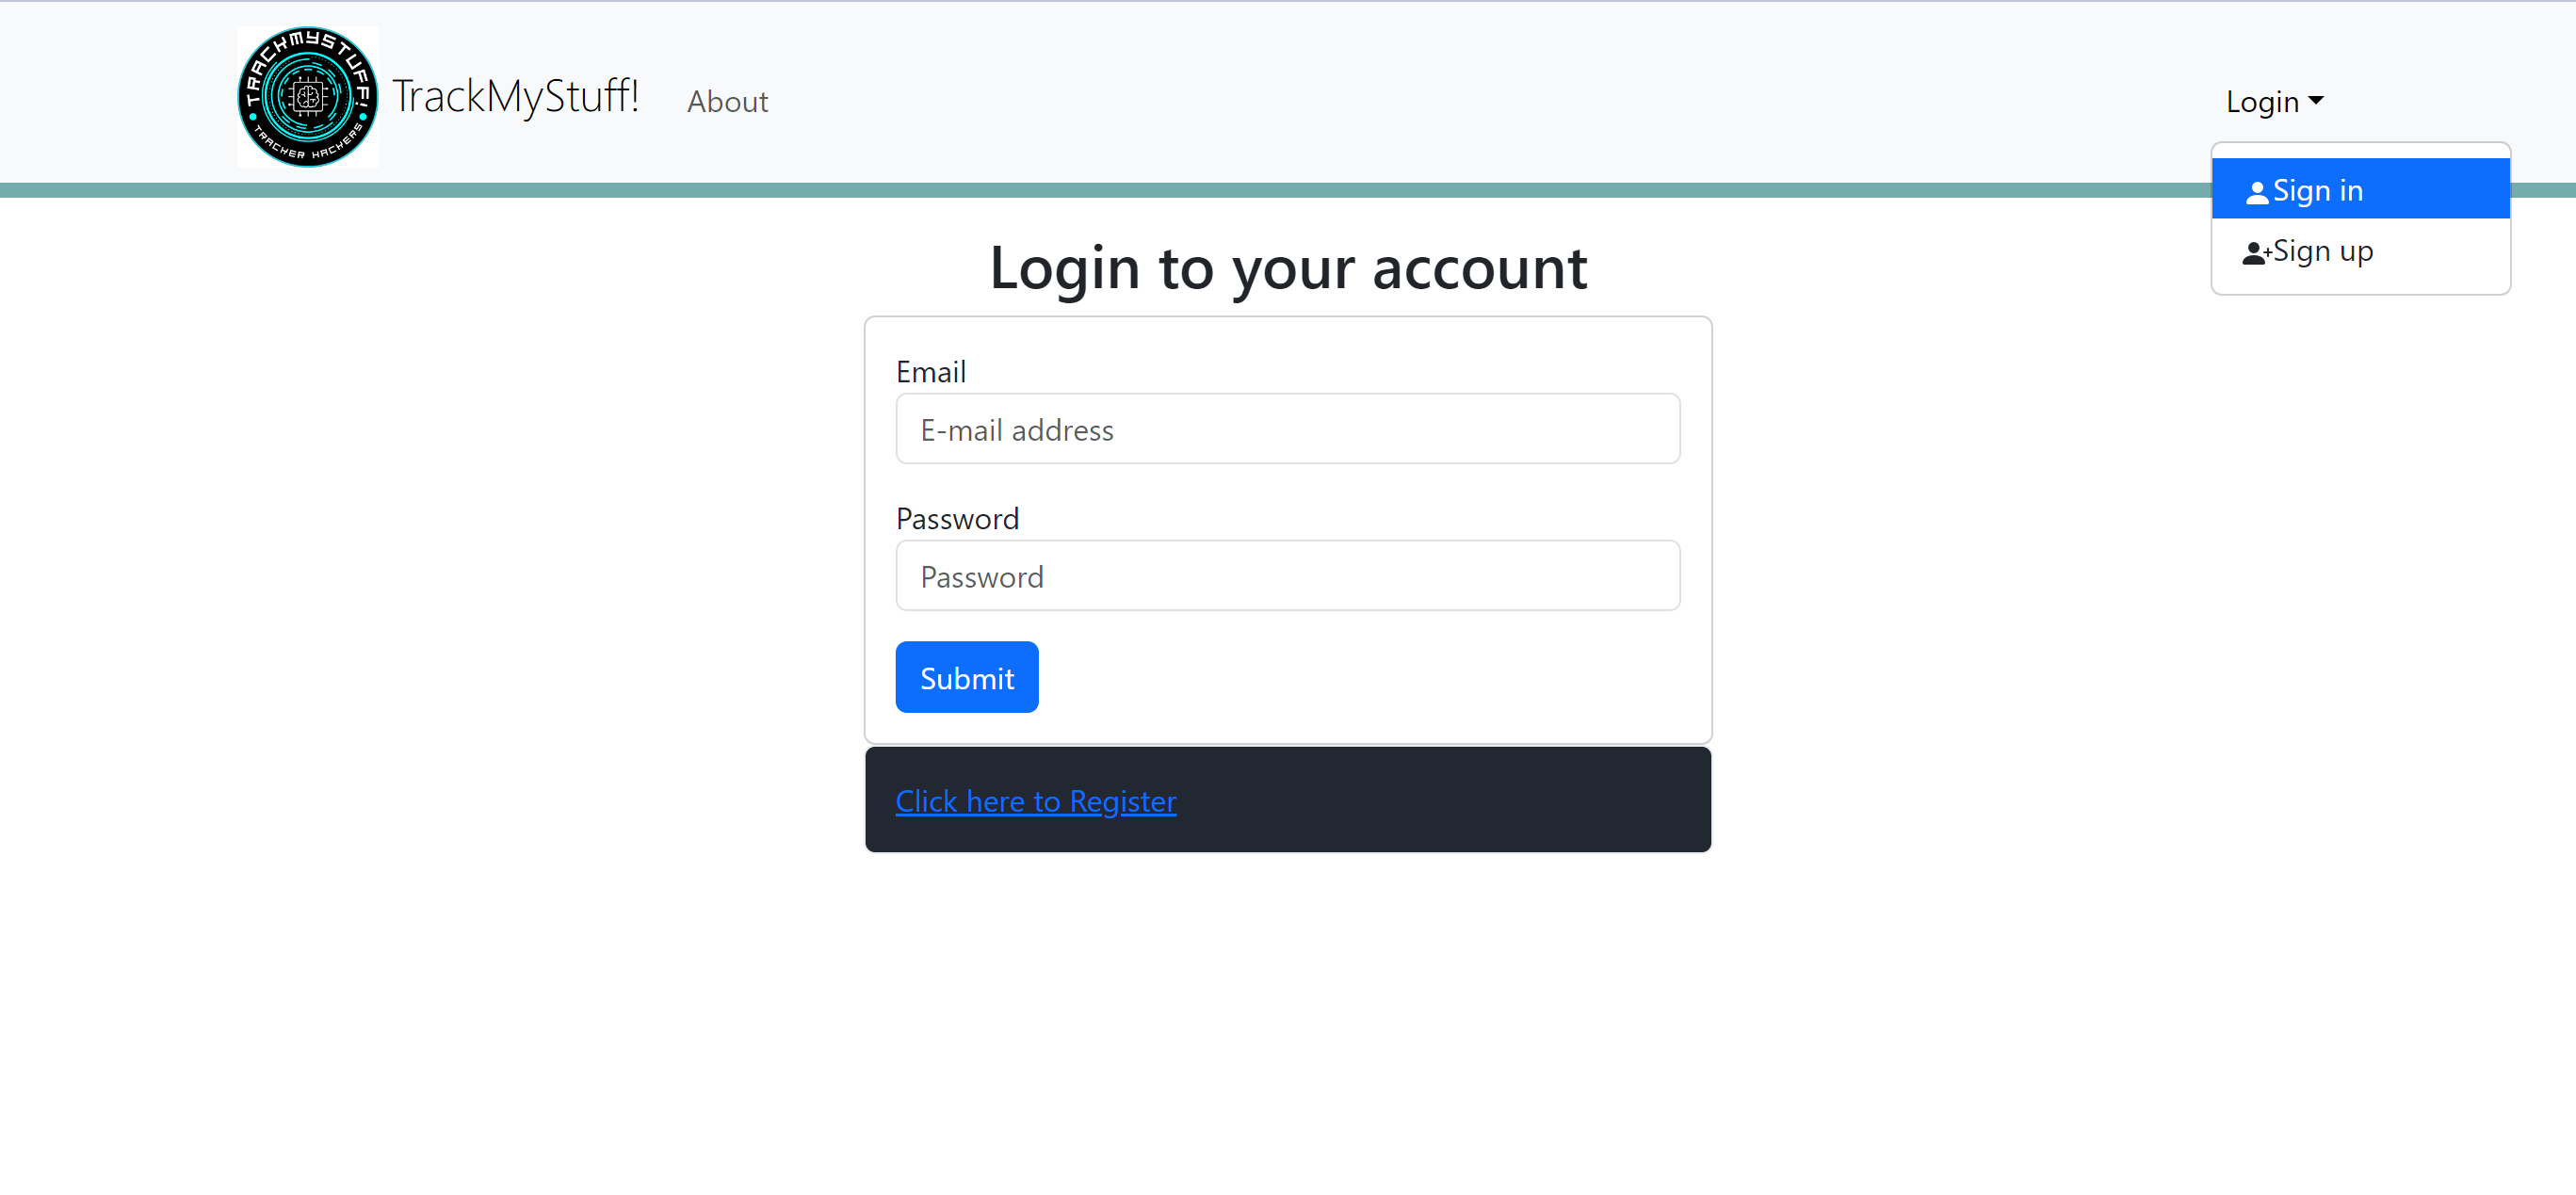 TRACKMYSTUFF!
TRACKER HACKERS
TrackMyStuff!
About
Login
Sign in
Sign up
Login to your account
Email
E-mail address
Password
Password
Submit
Click here to Register